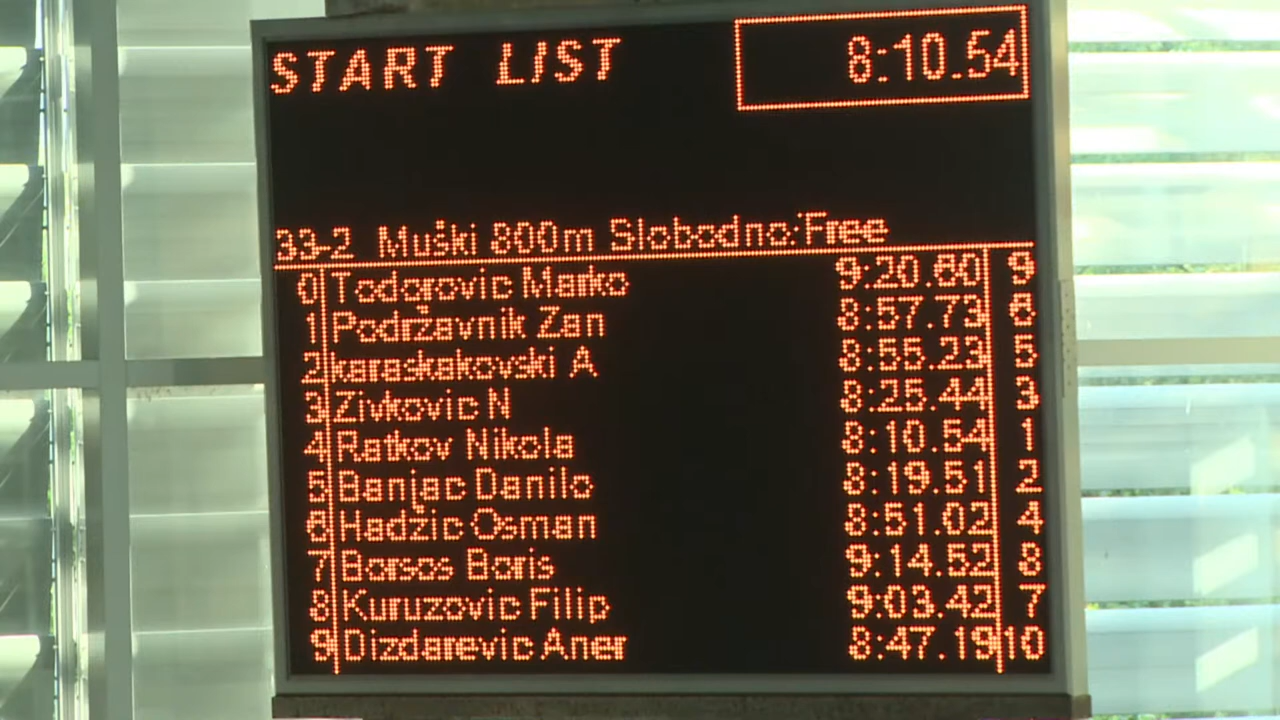 START LIST 8:10.54
33-2 Muški 800m Slobodno:Free
0 Todorovic Marko 9:20.60 9
1 Podržavnik Zan 8:57.73 6
2 karaskakovski A 8:55.23 5
3 Zivkovic N 8:25.44 3
4 Ratkov Nikola 8:10.54 1
5 Banjac Danilo 8:19.51 2
6 Hadžic Osman 8:51.02 4
7 Borsos Boris 9:14.52 8
8 Kuruzovic Filip 9:03.42 7
9 Dizdarevic Aner 8:47.19 10